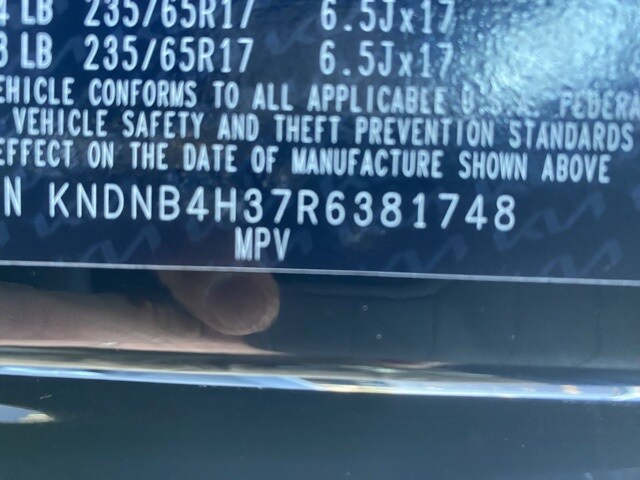 4 LB 235/65R17 6.5Jx17
3 LB 235/65R17 6.5Jx17
EHICLE CONFORMS TO ALL APPLICABLE U.S. FEDER
VEHICLE SAFETY AND THEFT PREVENTION STANDARDS
EFFECT ON THE DATE OF MANUFACTURE SHOWN ABOVE
N KNDNB4H37R6381748
MPV